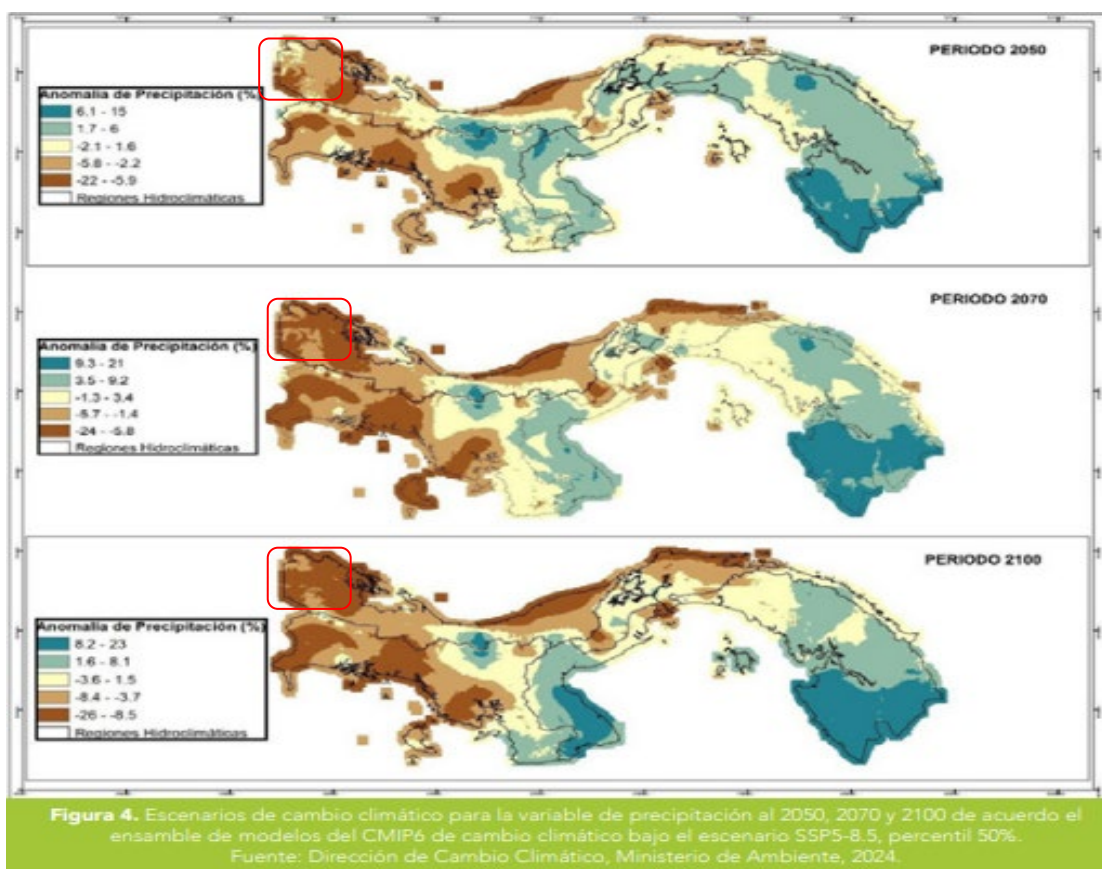 PERIODO 2050
Anomalia de Precipitación (%)
6.1 - 15
1.7 - 6
-2.1 - 1.6
-5.8 - -2.2
-22 - -5.9
Regiones Hidroclimáticas
PERIODO 2070
Anomalia de Precipitación (%)
9.3 - 21
3.5 - 9.2
-1.3 - 3.4
-5.7 - -1.4
-24 - -5.8
Regiones Hidroclimáticas
PERIODO 2100
Anomalia de Precipitación (%)
8.2 - 23
1.6 - 8.1
-3.6 - 1.5
-8.4 - -3.7
-26 - -8.5
Regiones Hidroclimáticas
Figura 4. Escenarios de cambio climático para la variable de precipitación al 2050, 2070 y 2100 de acuerdo el
ensamble de modelos del CMIP6 de cambio climático bajo el escenario SSP5-8.5, percentil 50%.
Fuente: Dirección de Cambio Climático, Ministerio de Ambiente, 2024.